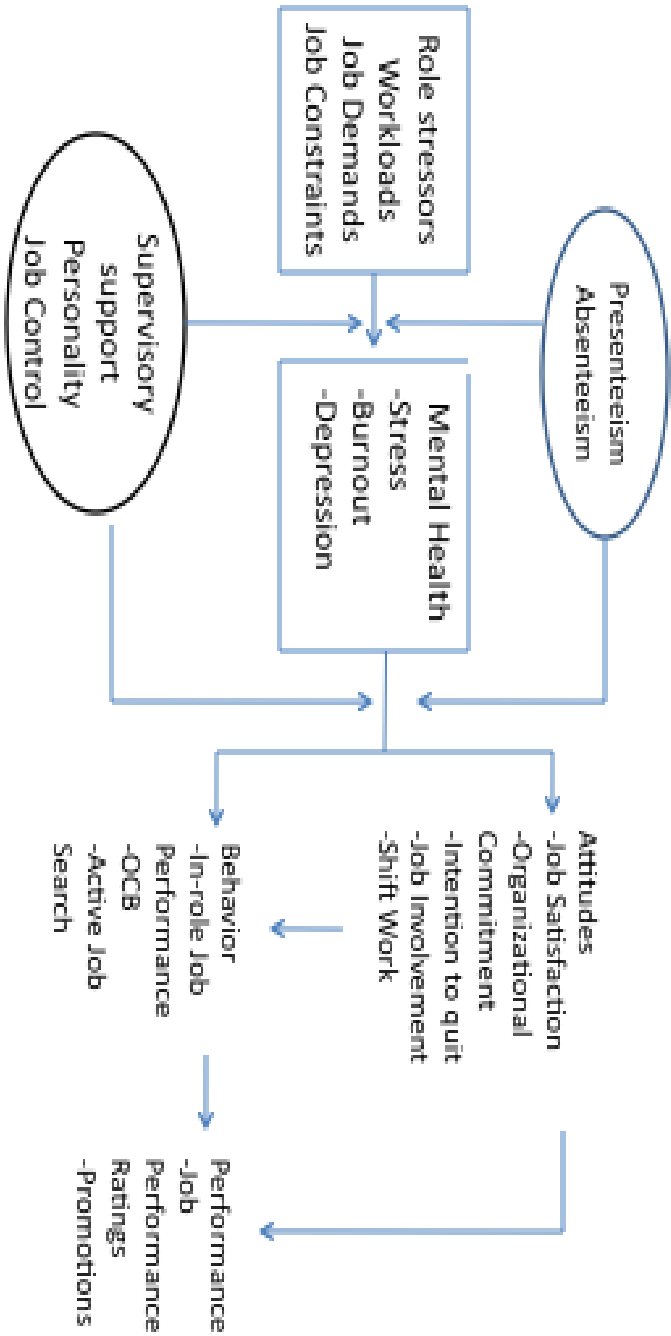 Presenteeism
Absenteeism
Role stressors
Workloads
Job Demands
Job Constraints
Mental Health
-Stress
-Burnout
-Depression
Supervisory
support
Personality
Job Control
Attitudes
-Job Satisfaction
-Organizational
Commitment
-Intention to quit
-Job Involvement
-Shift Work
Behavior
-In-role Job
Performance
-OCB
-Active Job
Search
Performance
-Job
Performance
Ratings
-Promotions